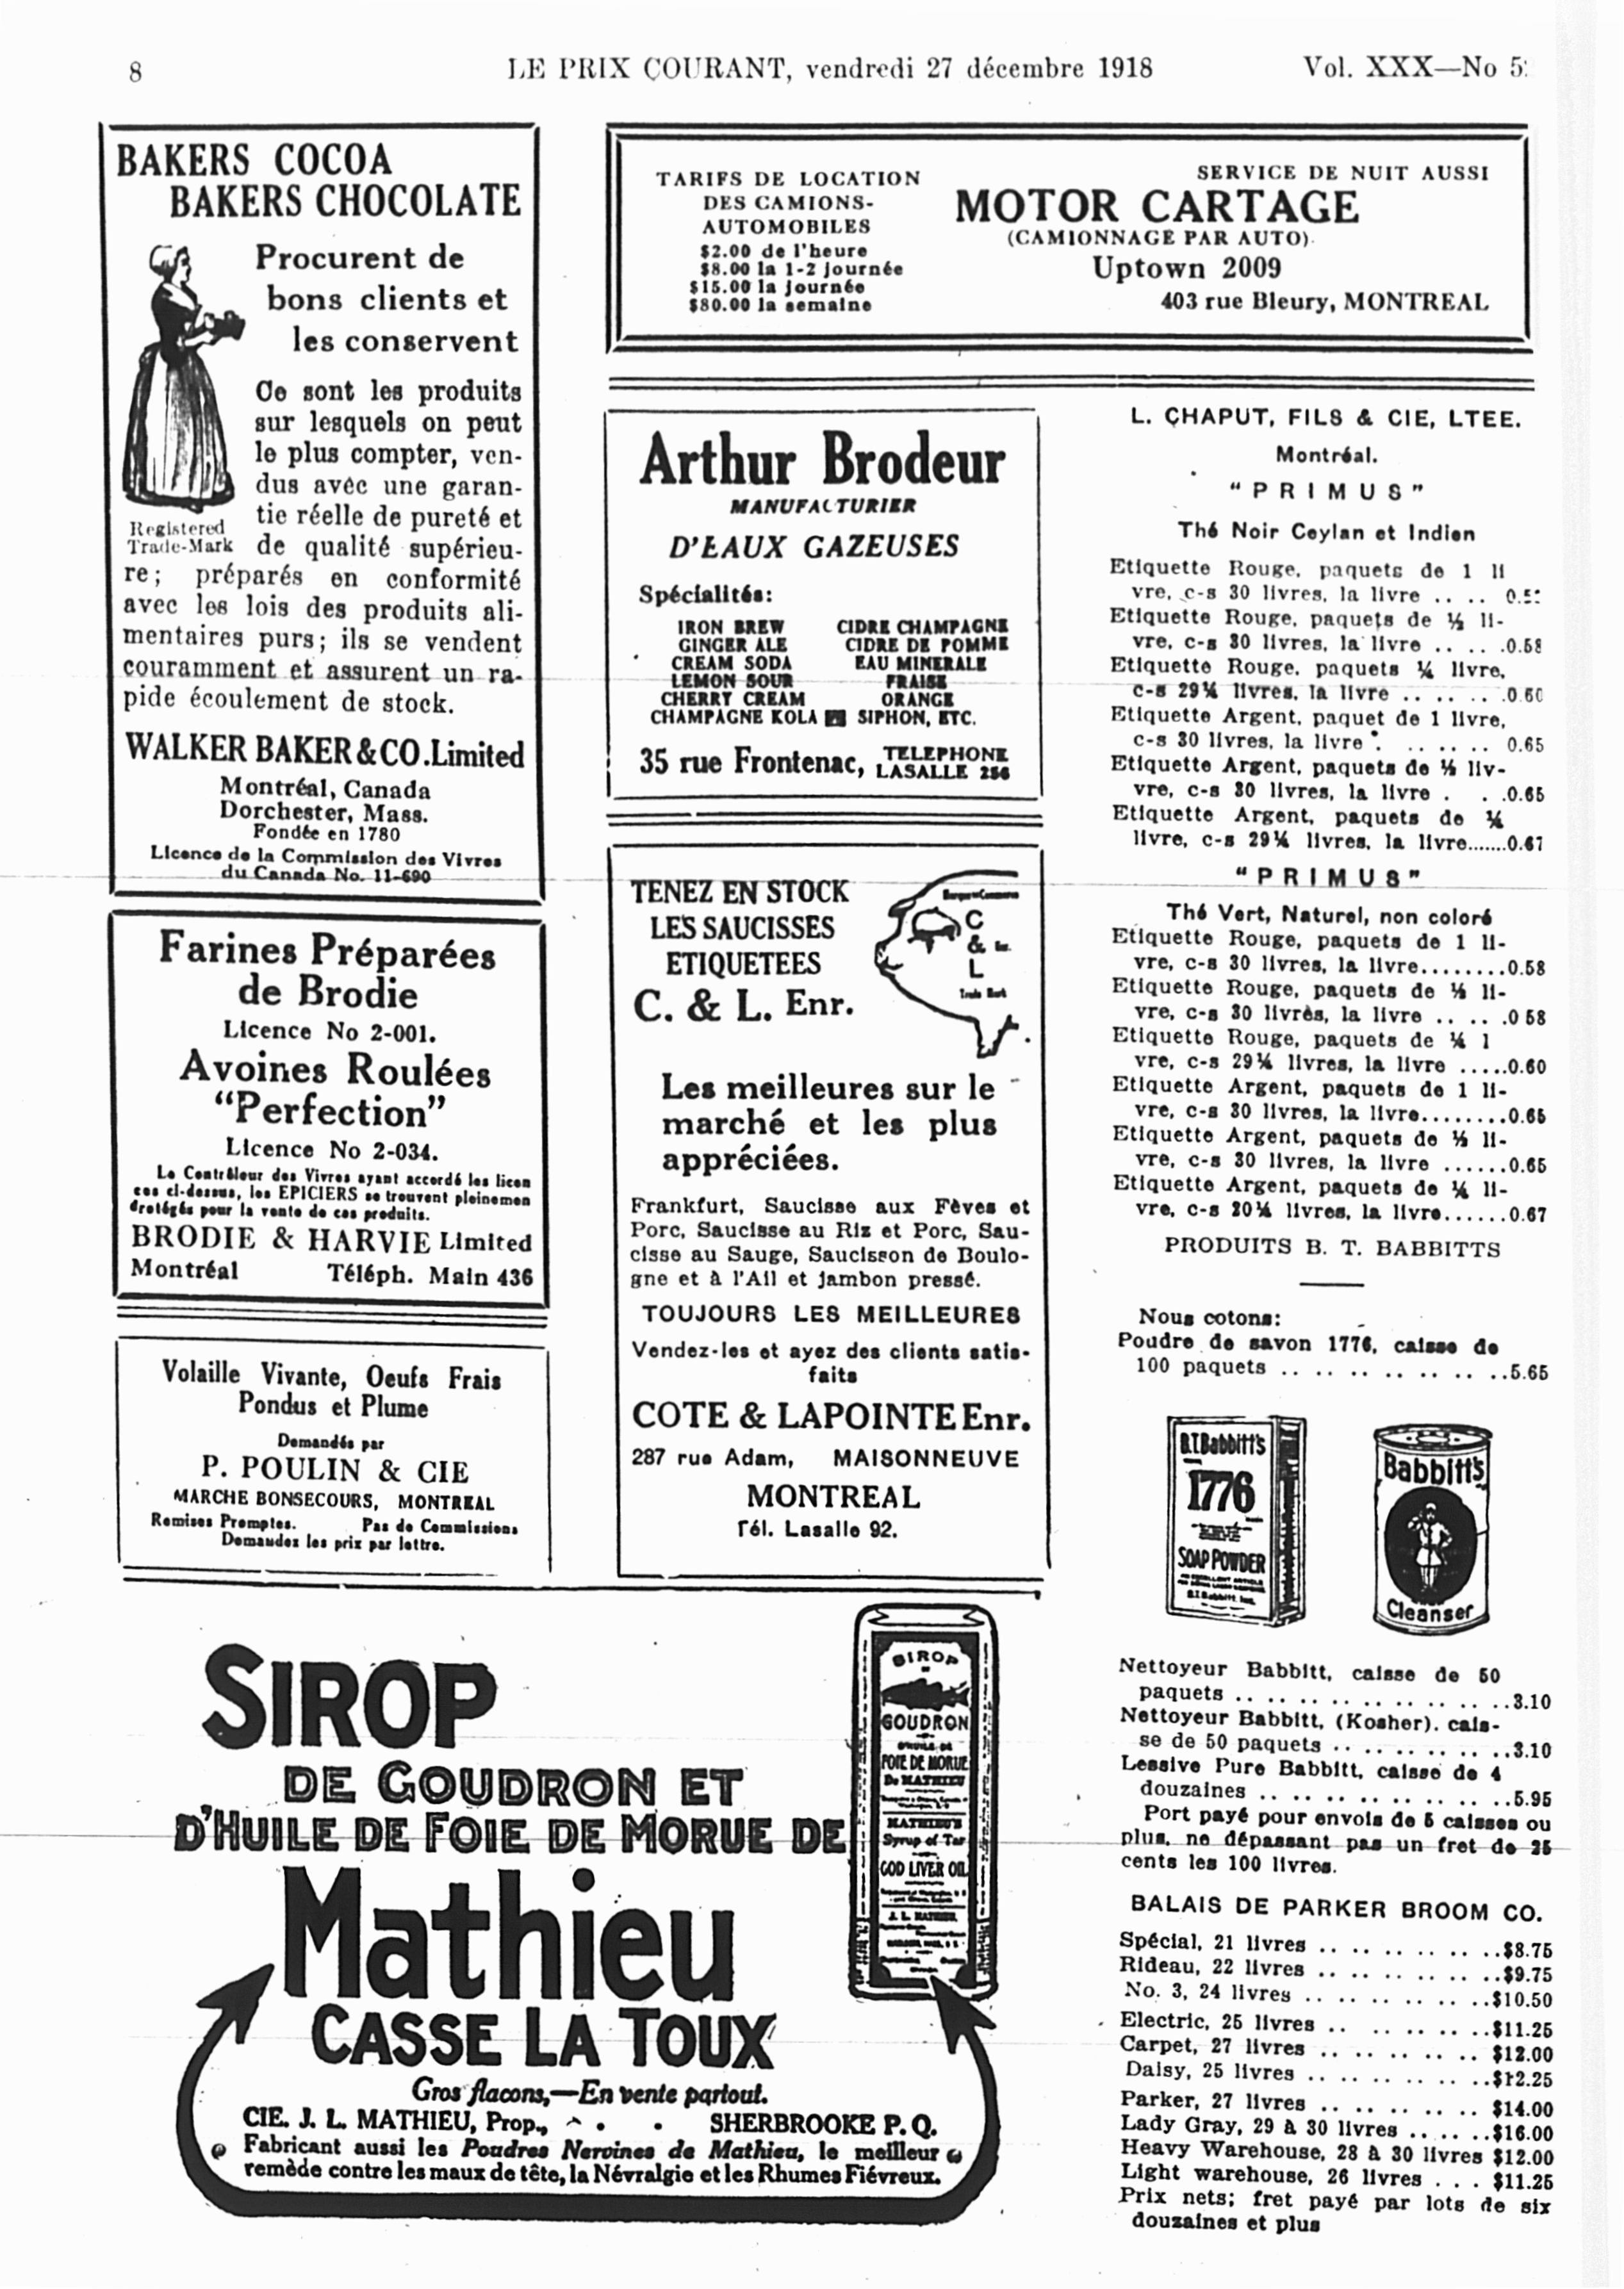 8
LE PRIX COURANT, vendredi 27 décembre 1918
Vol. XXX—No
BAKERS COCOA
BAKERS CHOCOLATE
Procurent de
bons clients et
les conservent
Ce sont les produits
sur lesquels on peut
le plus compter, ven-
dus avec une garan-
tie réelle de pureté et
de qualité supérieu-
re; préparés en conformité
avec les lois des produits ali-
mentaires purs; ils se vendent
couramment et assurent un ra-
pide écoulement de stock.
Registered
Trade-Mark
WALKER BAKER & CO. Limited
Montréal, Canada
Dorchester, Mass.
Fondée en 1780
Licence de la Commission des Vivres
du Canada No. 11-690
Farines Préparées
de Brodie
Licence No 2-001.
Avoines Roulées
“Perfection”
Licence No 2-034.
Le Contrôleur des Vivres ayant accordé les licen
ces ci-dessus, les EPICIERS se trouvent pleinemen
drotégés pour la vente de ces produits.
BRODIE & HARVIE Limited
Montréal Téléph. Main 436
Volaille Vivante, Oeufs Frais
Pondus et Plume
Demandés par
P. POULIN & CIE
MARCHE BONSECOURS, MONTREAL
Remises Promptes. Pas de Commissions
Demandez les prix par lettre.
TARIFS DE LOCATION
DES CAMIONS-
AUTOMOBILES
$2.00 de l'heure
$8.00 la 1-2 journée
$15.00 la journée
$80.00 la semaine
SERVICE DE NUIT AUSSI
MOTOR CARTAGE
(CAMIONNAGE PAR AUTO)
Uptown 2009
403 rue Bleury, MONTREAL
Arthur Brodeur
MANUFACTURIER
D'EAUX GAZEUSES
Spécialités:
IRON BREW CIDRE CHAMPAGNE
GINGER ALE CIDRE DE POMME
CREAM SODA EAU MINERALE
LEMON SOUR FRAISE
CHERRY CREAM ORANGE
CHAMPAGNE KOLA SIPHON, ETC.
35 rue Frontenac, TELEPHONE
LASALLE 256
TENEZ EN STOCK
LES SAUCISSES
ETIQUETEES
C. & L. Enr.
C
&
L
Trade Mark
Les meilleures sur le
marché et les plus
appréciées.
Frankfurt, Saucisse aux Fèves et
Porc, Saucisse au Riz et Porc, Sau-
cisse au Sauge, Saucisson de Boulo-
gne et à l'Ail et jambon pressé.
TOUJOURS LES MEILLEURES
Vendez-les et ayez des clients satis-
faits
COTE & LAPOINTE Enr.
287 rue Adam, MAISONNEUVE
MONTREAL
Tél. Lasalle 92.
SIROP
DE GOUDRON ET
D'HUILE DE FOIE DE MORUE DE
Mathieu
CASSE LA TOUX
Gros flacons,—En vente partout.
CIE. J. L. MATHIEU, Prop., SHERBROOKE P. Q.
Fabricant aussi les Poudres Nervines de Mathieu, le meilleur
remède contre les maux de tête, la Névralgie et les Rhumes Fiévreux.
SIROP
GOUDRON
FOIE DE MORUE
De MATHIEU
MATHIEU'S
Syrup of Tar
COD LIVER OIL
J. L. MATHIEU,
L. CHAPUT, FILS & CIE, LTEE.
Montréal.
“PRIMUS”
Thé Noir Ceylan et Indien
Etiquette Rouge, paquets de 1 li
vre, c-s 30 livres, la livre ....
Etiquette Rouge, paquets de ½ li-
vre, c-s 30 livres, la livre .. .. .0.58
Etiquette Rouge, paquets ¼ livre,
c-s 29¼ livres, la livre .. .. .. .0.60
Etiquette Argent, paquet de 1 livre,
c-s 30 livres, la livre . .. .. .. 0.65
Etiquette Argent, paquets de ½ liv-
vre, c-s 30 livres, la livre . . .0.65
Etiquette Argent, paquets de ¼
livre, c-s 29¼ livres, la livre.......0.67
“PRIMUS”
Thé Vert, Naturel, non coloré
Etiquette Rouge, paquets de 1 li-
vre, c-s 30 livres, la livre........0.58
Etiquette Rouge, paquets de ½ li-
vre, c-s 30 livrès, la livre .. .. .0 58
Etiquette Rouge, paquets de ¼ l
vre, c-s 29¼ livres, la livre .....0.60
Etiquette Argent, paquets de 1 li-
vre, c-s 30 livres, la livre........0.65
Etiquette Argent, paquets de ½ li-
vre, c-s 30 livres, la livre ......0.65
Etiquette Argent, paquets de ¼ li-
vre, c-s 20¼ livres, la livre......0.67
PRODUITS B. T. BABBITTS
Nous cotons:
Poudre de savon 1776, caisse de
100 paquets .. .. .. .. .. .. ..5.65
B.T. Babbitt's
1776
SOAP POWDER
Babbitt's
Cleanser
Nettoyeur Babbitt, caisse de 50
paquets .. .. .. .. .. .. .. .. ..3.10
Nettoyeur Babbitt, (Kosher). cais-
se de 50 paquets .. .. .. .. .. ..3.10
Lessive Pure Babbitt, caisse de 4
douzaines .. .. .. .. .. .. .. ..5.95
Port payé pour envois de 5 caisses ou
plus, ne dépassant pas un fret de 25
cents les 100 livres.
BALAIS DE PARKER BROOM CO.
Spécial, 21 livres .. .. .. .. .. ..$8.75
Rideau, 22 livres .. .. .. .. .. ..$9.75
No. 3, 24 livres .. .. .. .. .. ..$10.50
Electric, 25 livres .. .. .. .. ..$11.25
Carpet, 27 livres .. .. .. .. .. $12.00
Daisy, 25 livres .. .. .. .. .. ..$12.25
Parker, 27 livres .. .. .. .. .. $14.00
Lady Gray, 29 à 30 livres .. .. ..$16.00
Heavy Warehouse, 28 à 30 livres $12.00
Light warehouse, 26 livres . . . $11.25
Prix nets; fret payé par lots de six
douzaines et plus